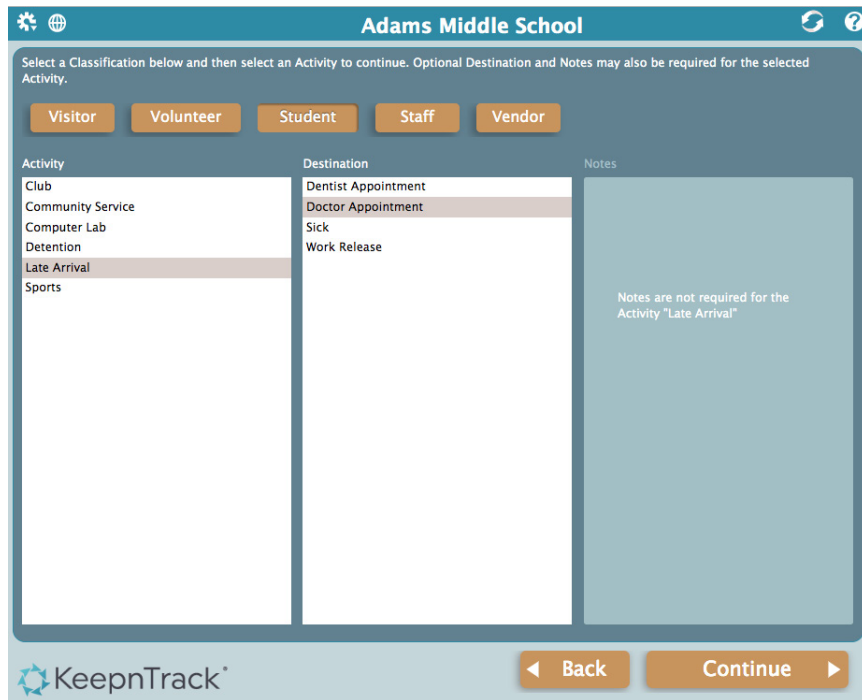 Adams Middle School
Select a Classification below and then select an Activity to continue. Optional Destination and Notes may also be required for the selected
Activity.
Visitor
Volunteer
Student
Staff
Vendor
Activity
Club
Community Service
Computer Lab
Detention
Late Arrival
Sports
Destination
Dentist Appointment
Doctor Appointment
Sick
Work Release
Notes
Notes are not required for the
Activity "Late Arrival"
KeepnTrack
Back
Continue